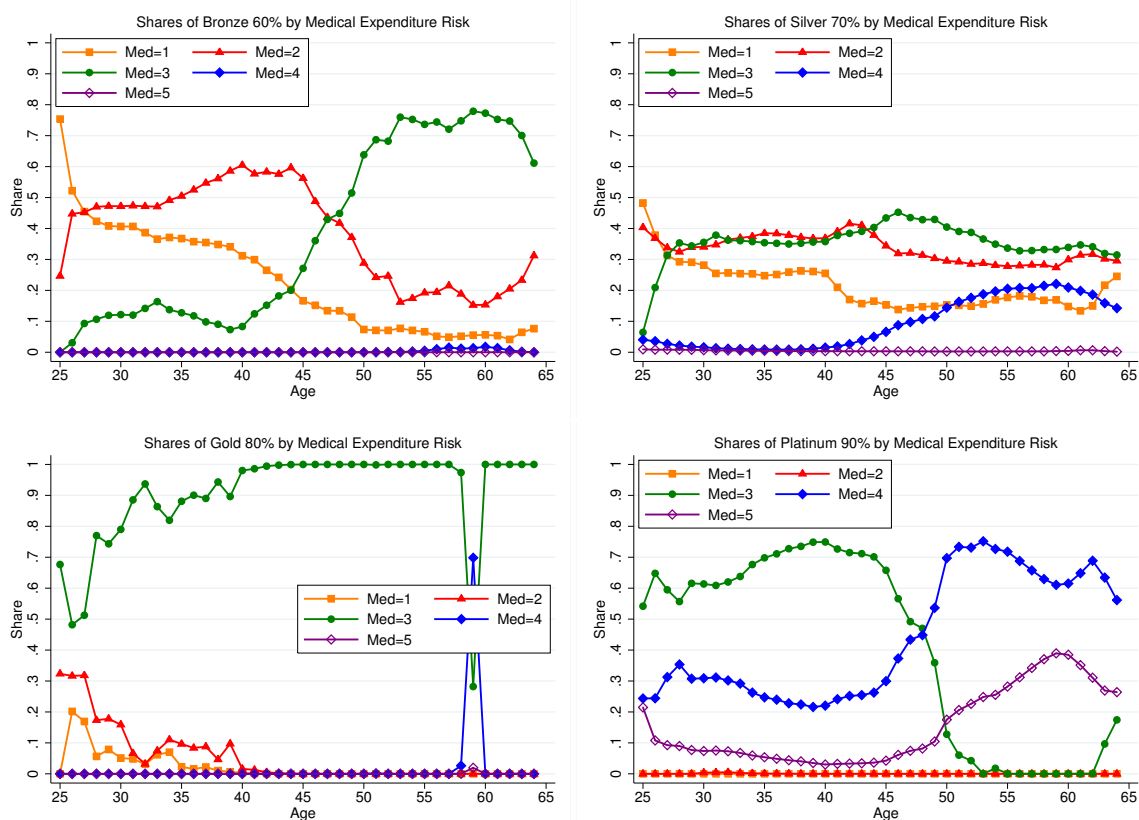 Shares of Bronze 60% by Medical Expenditure Risk
Med=1 Med=2
Med=3 Med=4
Med=5
1
.9
.8
.7
.6
.5
.4
.3
.2
.1
0
Share
25 30 35 40 45 50 55 60 65
Age
Shares of Silver 70% by Medical Expenditure Risk
Med=1 Med=2
Med=3 Med=4
Med=5
1
.9
.8
.7
.6
.5
.4
.3
.2
.1
0
Share
25 30 35 40 45 50 55 60 65
Age
Shares of Gold 80% by Medical Expenditure Risk
1
.9
.8
.7
.6
.5
.4
.3
.2
.1
0
Share
Med=1 Med=2
Med=3 Med=4
Med=5
25 30 35 40 45 50 55 60 65
Age
Shares of Platinum 90% by Medical Expenditure Risk
Med=1 Med=2
Med=3 Med=4
Med=5
1
.9
.8
.7
.6
.5
.4
.3
.2
.1
0
Share
25 30 35 40 45 50 55 60 65
Age